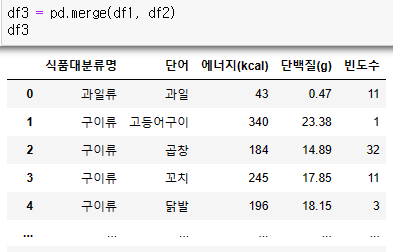 df3 = pd.merge(df1, df2)
df3
식품대분류명 단어 에너지(kcal) 단백질(g) 빈도수
0 과일류 과일 43 0.47 11
1 구이류 고등어구이 340 23.38 1
2 구이류 곱창 184 14.89 32
3 구이류 꼬치 245 17.85 11
4 구이류 닭발 196 18.15 3
... ... ... ... ... ...